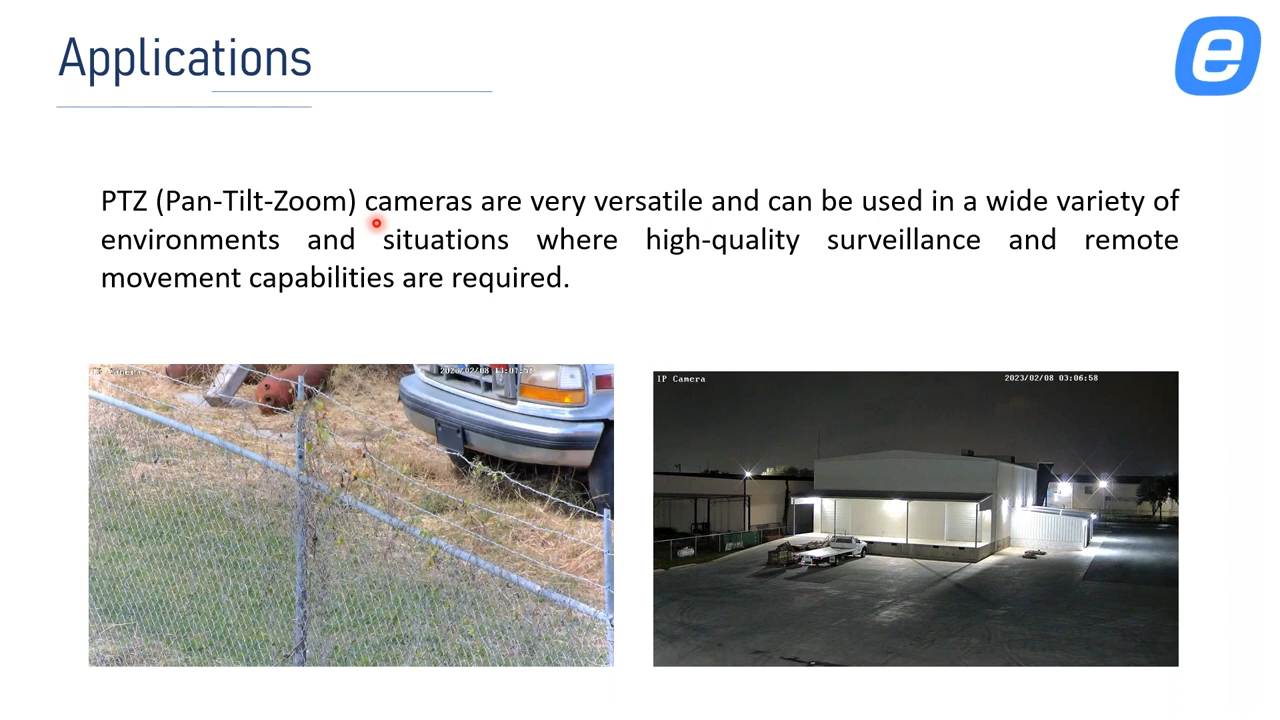 Applications
e
PTZ (Pan-Tilt-Zoom) cameras are very versatile and can be used in a wide variety of
environments and situations where high-quality surveillance and remote
movement capabilities are required.
IP Camera
2023/02/08 03:06:58